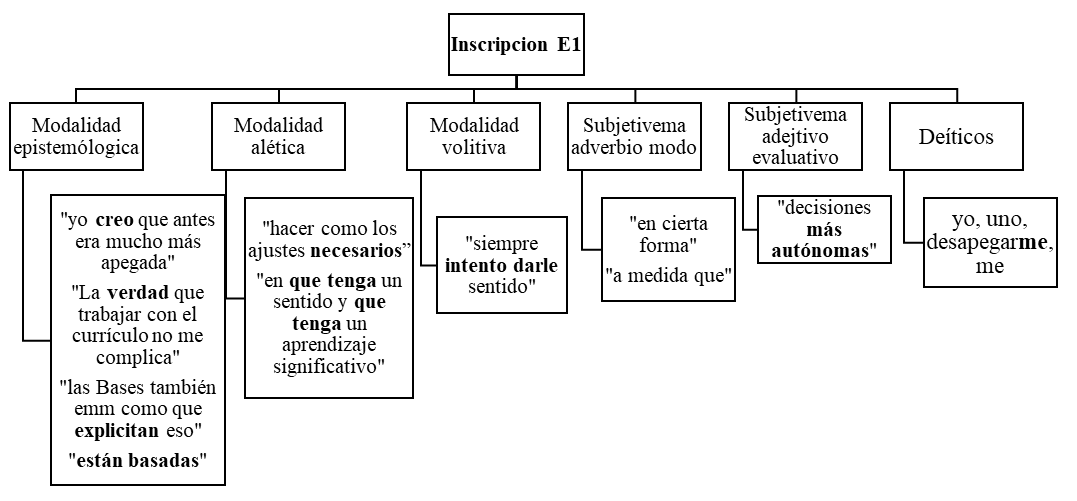 Inscripcion E1
Modalidad
epistemólogica
Modalidad
alética
Modalidad
volitiva
Subjetivema
adverbio modo
Subjetivema
adejtivo
evaluativo
Deíticos
"yo creo que antes
era mucho más
apegada"
"La verdad que
trabajar con el
currículo no me
complica"
"las Bases también
emm como que
explicitan eso"
"están basadas"
"hacer como los
ajustes necesarios”
"en que tenga un
sentido y que
tenga un
aprendizaje
significativo"
"siempre
intento darle
sentido"
"en cierta
forma"
"a medida que"
"decisiones
más
autónomas"
yo, uno,
desapegarme,
me